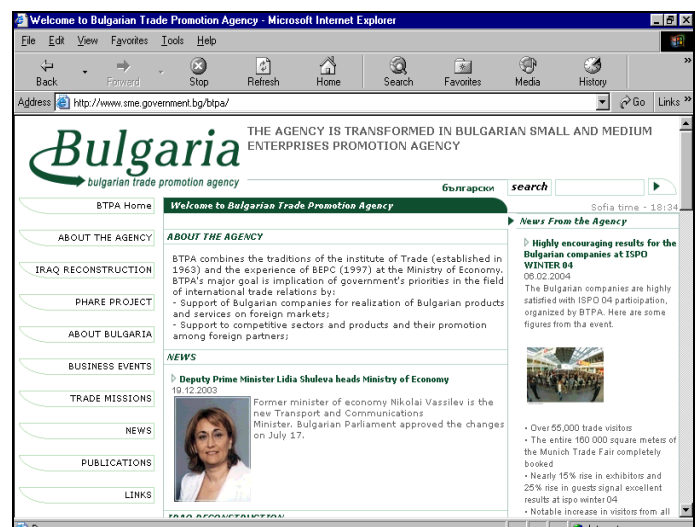 Welcome to Bulgarian Trade Promotion Agency - Microsoft Internet Explorer
File Edit View Favorites Tools Help
Back Forward Stop Refresh Home Search Favorites Media History »
Address http://www.sme.government.bg/btpa/ Go Links »
Bulgaria
bulgarian trade promotion agency
THE AGENCY IS TRANSFORMED IN BULGARIAN SMALL AND MEDIUM
ENTERPRISES PROMOTION AGENCY
български search
BTPA Home
ABOUT THE AGENCY
IRAQ RECONSTRUCTION
PHARE PROJECT
ABOUT BULGARIA
BUSINESS EVENTS
TRADE MISSIONS
NEWS
PUBLICATIONS
LINKS
Welcome to Bulgarian Trade Promotion Agency
ABOUT THE AGENCY
BTPA combines the traditions of the institute of Trade (established in
1963) and the experience of BEPC (1997) at the Ministry of Economy.
BTPA's major goal is implication of government's priorities in the field
of international trade relations by:
- Support of Bulgarian companies for realization of Bulgarian products
and services on foreign markets;
- Support to competitive sectors and products and their promotion
among foreign partners;
NEWS
Deputy Prime Minister Lidia Shuleva heads Ministry of Economy
19.12.2003
Former minister of economy Nikolai Vassilev is the
new Transport and Communications
Minister. Bulgarian Parliament approved the changes
on July 17.
IRAQ RECONSTRUCTION
Sofia time - 18:34
News From the Agency
Highly encouraging results for the
Bulgarian companies at ISPO
WINTER 04
06.02.2004
The Bulgarian companies are highly
satisfied with ISPO 04 participation,
organized by BTPA. Here are some
figures from tha event.
• Over 55,000 trade visitors
• The entire 160 000 square meters of
the Munich Trade Fair completely
booked
• Nearly 15% rise in exhibitors and
25% rise in guests signal excellent
results at ispo winter 04
• Notable increase in visitors from all